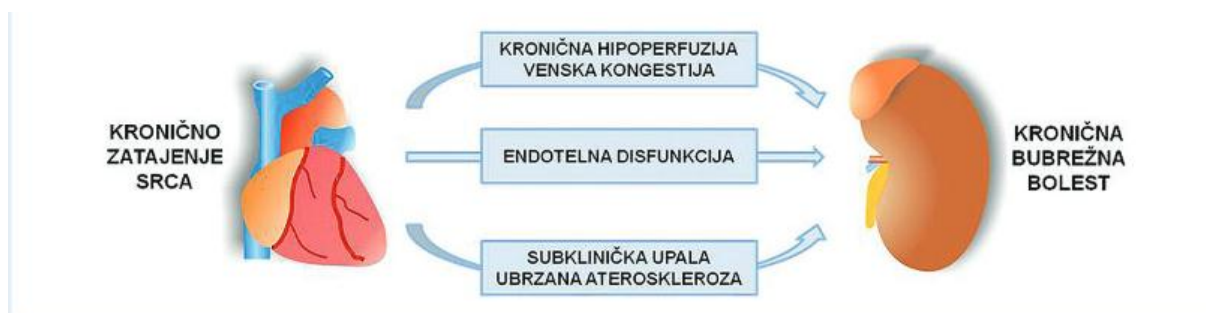 KRONIČNO
ZATAJENJE
SRCA
KRONIČNA HIPOPERFUZIJA
VENSKA KONGESTIJA
ENDOTELNA DISFUNKCIJA
SUBKLINIČKA UPALA
UBRZANA ATEROSKLEROZA
KRONIČNA
BUBREŽNA
BOLEST